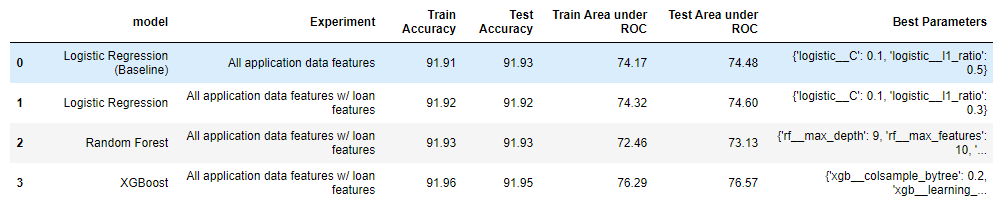 model Experiment Train Accuracy Test Accuracy Train Area under ROC Test Area under ROC Best Parameters
0 Logistic Regression (Baseline) All application data features 91.91 91.93 74.17 74.48 {'logistic__C': 0.1, 'logistic__l1_ratio': 0.5}
1 Logistic Regression All application data features w/ loan features 91.92 91.92 74.32 74.60 {'logistic__C': 0.1, 'logistic__l1_ratio': 0.3}
2 Random Forest All application data features w/ loan features 91.93 91.93 72.46 73.13 {'rf__max_depth': 9, 'rf__max_features': 10, '...
3 XGBoost All application data features w/ loan features 91.96 91.95 76.29 76.57 {'xgb__colsample_bytree': 0.2, 'xgb__learning_...